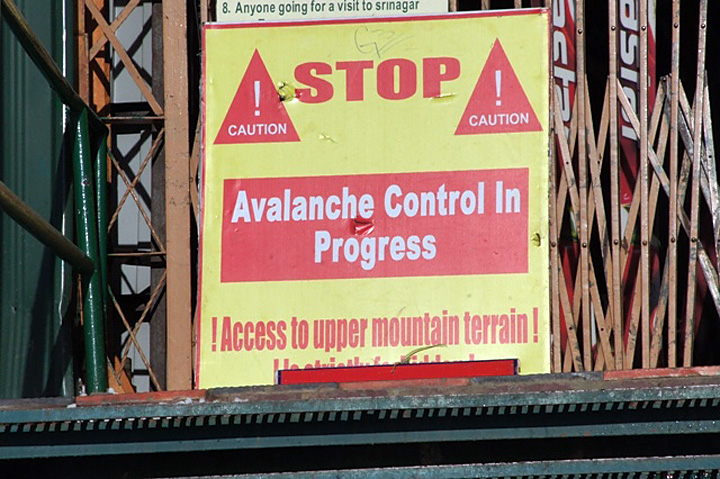 8. Anyone going for a visit to srinagar
STOP
!
CAUTION
!
CAUTION
Avalanche Control In
Progress
! Access to upper mountain terrain !